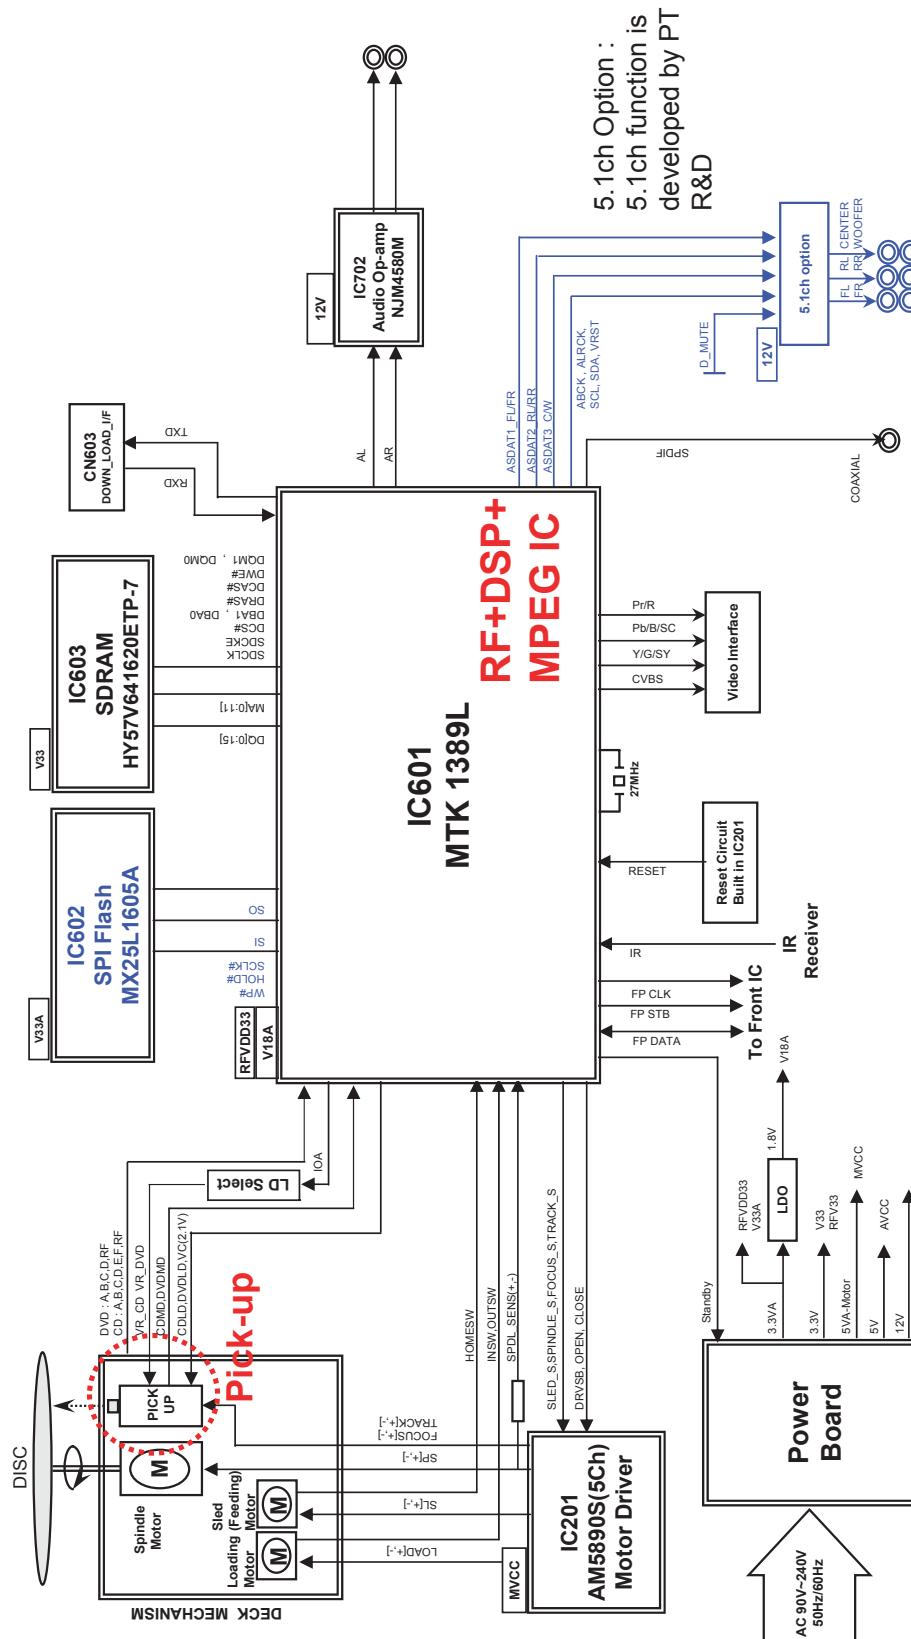 DISC
DECK MECHANISM
Spindle
Motor
M
PICK
UP
Pick-up
Sled
(Feeding)
Motor
M
Loading
Motor
M
DVD : A,B,C,D,RF
CD : A,B,C,D,E,F,RF
VR_CD VR_DVD
CDMD,DVDMD
CDLD,DVDLD,VC(2.1V)
LD Select
IOA
TRACK[+,-]
FOCUS[+,-]
SP[+,-]
SL[+,-]
LOAD[+,-]
HOMESW
INSW,OUTSW
SPDL_SENS(+,-)
SLED_S,SPINDLE_S,FOCUS_S,TRACK_S
DRVSB, OPEN, CLOSE
MVCC
IC201
AM5890S(5Ch)
Motor Driver
V33A
IC602
SPI Flash
MX25L1605A
SO
SI
SCLK#
HOLD#
WP#
V33
IC603
SDRAM
HY57V641620ETP-7
DQM1 , DQM0
DWE#
DCAS#
DRAS#
DBA1 , DBA0
DCS#
SDCKE
SDCLK
MA[0:11]
DQ[0:15]
CN603
DOWN_LOAD_I/F
TXD
RXD
RFVDD33
V18A
IC601
MTK 1389L
RF+DSP+
MPEG IC
AL
AR
12V
IC702
Audio Op-amp
NJM4580M
5.1ch Option :
5.1ch function is
developed by PT
R&D
ASDAT1_FL/FR
ASDAT2_RL/RR
ASDAT3_C/W
ABCK , ALRCK,
SCL, SDA, VRST
D_MUTE
12V
5.1ch option
FL RL CENTER
FR RR WOOFER
SPDIF
COAXIAL
Pr/R
Pb/B/SC
Y/G/SY
CVBS
Video Interface
27MHz
RESET
Reset Circuit
Built in IC201
IR
IR
Receiver
FP CLK
FP STB
FP DATA
To Front IC
Standby
Power
Board
AC 90V~240V
50Hz/60Hz
3.3VA
RFVDD33
V33A
LDO
1.8V
V18A
3.3V
V33
RFV33
5VA-Motor
MVCC
5V
AVCC
12V